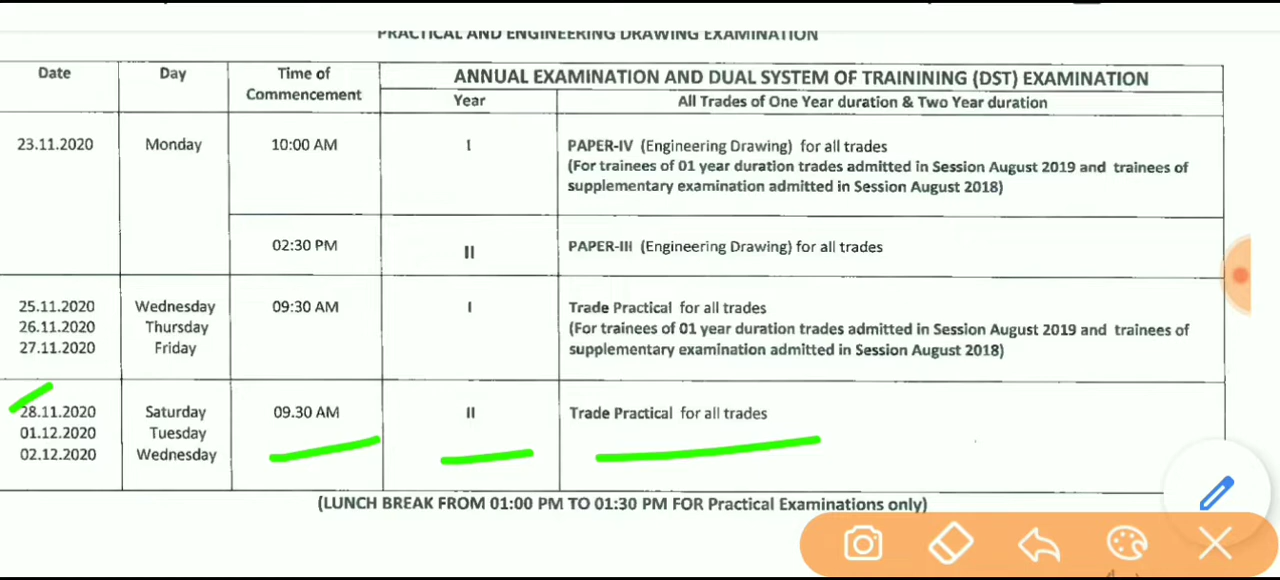 PRACTICAL AND ENGINEERING DRAWING EXAMINATION
Date Day Time of Commencement ANNUAL EXAMINATION AND DUAL SYSTEM OF TRAINING (DST) EXAMINATION
Year All Trades of One Year duration & Two Year duration
23.11.2020 Monday 10:00 AM I PAPER-IV (Engineering Drawing) for all trades
(For trainees of 01 year duration trades admitted in Session August 2019 and trainees of
supplementary examination admitted in Session August 2018)
02:30 PM II PAPER-III (Engineering Drawing) for all trades
25.11.2020 Wednesday 09:30 AM I Trade Practical for all trades
26.11.2020 Thursday (For trainees of 01 year duration trades admitted in Session August 2019 and trainees of
27.11.2020 Friday supplementary examination admitted in Session August 2018)
28.11.2020 Saturday 09.30 AM II Trade Practical for all trades
01.12.2020 Tuesday
02.12.2020 Wednesday
(LUNCH BREAK FROM 01:00 PM TO 01:30 PM FOR Practical Examinations only)